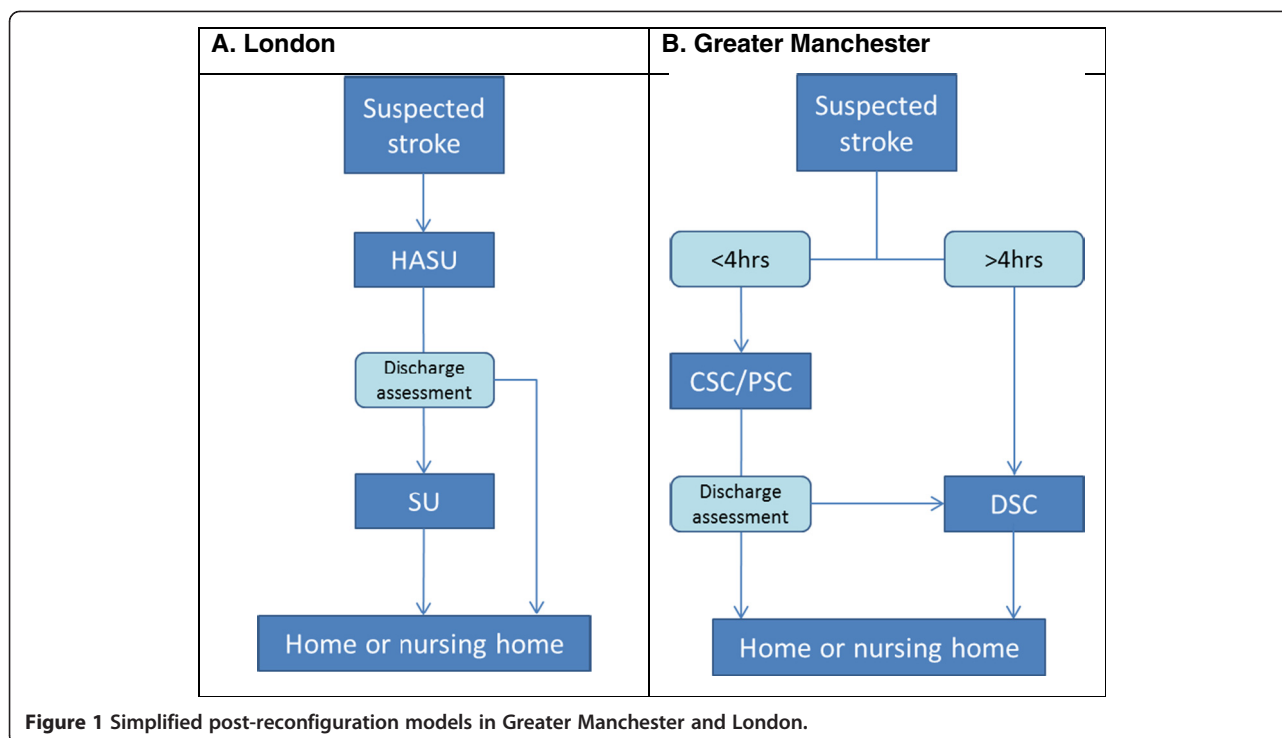 A. London
Suspected
stroke
HASU
Discharge
assessment
SU
Home or nursing home
B. Greater Manchester
Suspected
stroke
<4hrs
>4hrs
CSC/PSC
Discharge
assessment
DSC
Home or nursing home
Figure 1 Simplified post-reconfiguration models in Greater Manchester and London.